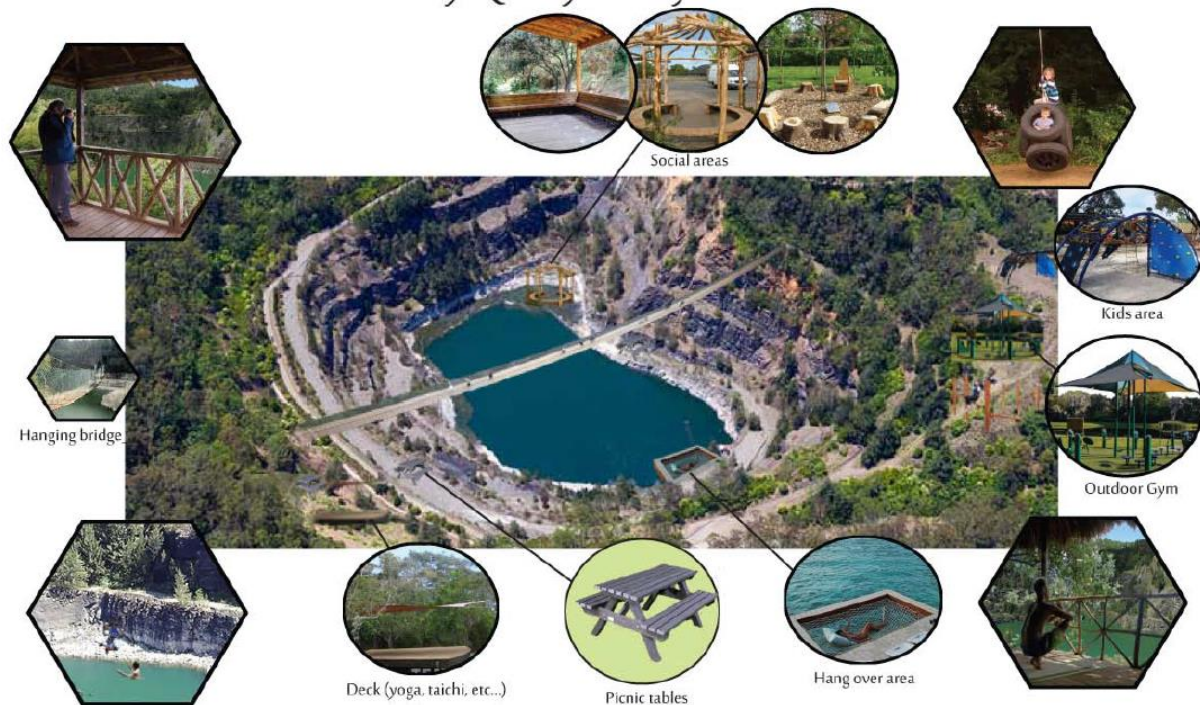 Social areas
Kids area
Hanging bridge
Outdoor Gym
Deck (yoga, taichi, etc...)
Picnic tables
Hang over area